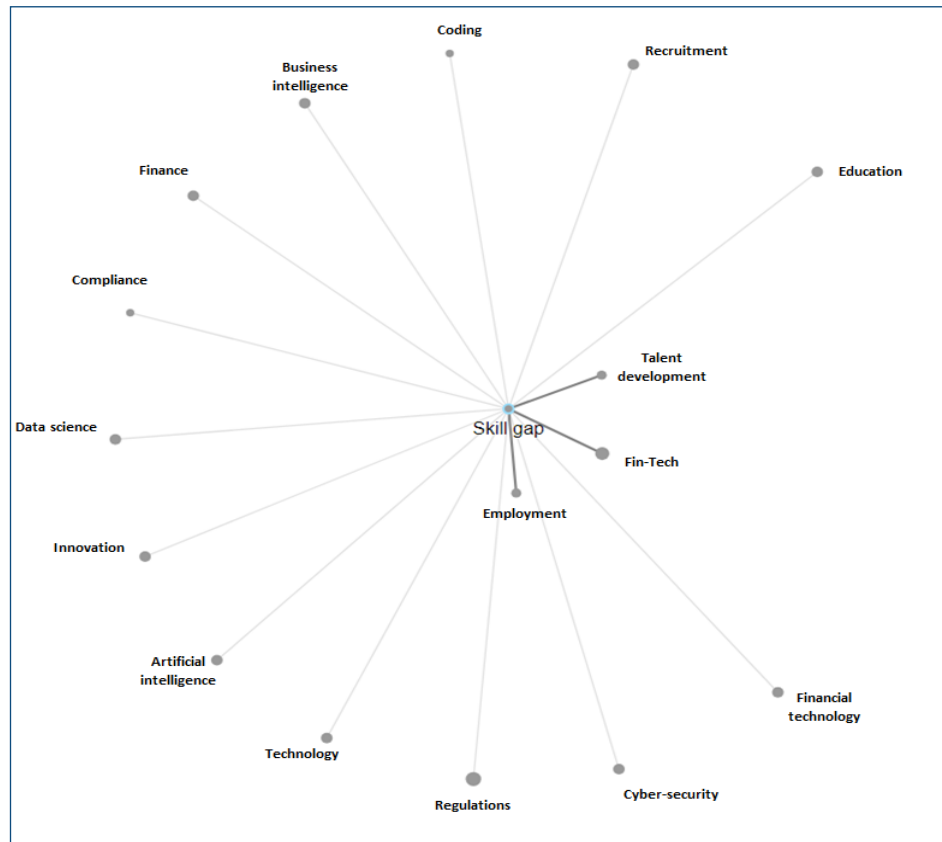 Coding
Recruitment
Business
intelligence
Finance
Education
Compliance
Talent
development
Data science
Skill gap
Fin-Tech
Employment
Innovation
Artificial
intelligence
Financial
technology
Technology
Cyber-security
Regulations